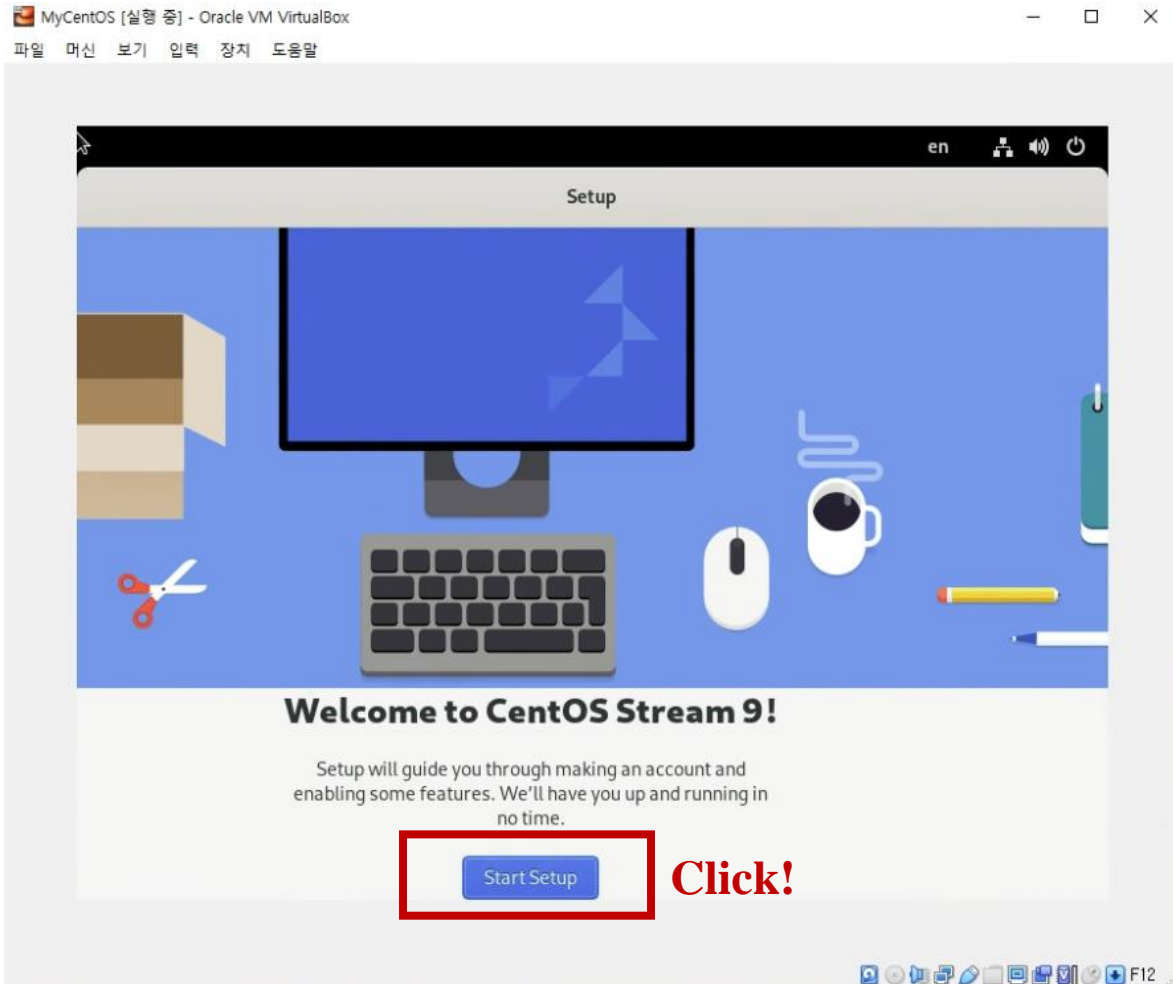 MyCentOS [실행 중] - Oracle VM VirtualBox
파일 머신 보기 입력 장치 도움말
en
Setup
Welcome to CentOS Stream 9!
Setup will guide you through making an account and
enabling some features. We'll have you up and running in
no time.
Start Setup
Click!
F12